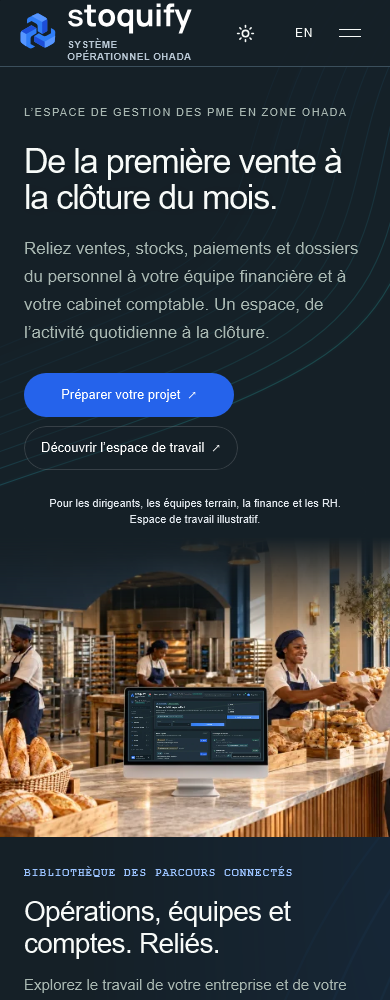 stoquify
SYSTÈME
OPÉRATIONNEL OHADA
EN
L'ESPACE DE GESTION DES PME EN ZONE OHADA
De la première vente à
la clôture du mois.
Reliez ventes, stocks, paiements et dossiers
du personnel à votre équipe financière et à
votre cabinet comptable. Un espace, de
l'activité quotidienne à la clôture.
Préparer votre projet ↗
Découvrir l'espace de travail ↗
Pour les dirigeants, les équipes terrain, la finance et les RH.
Espace de travail illustratif.
BIBLIOTHÈQUE DES PARCOURS CONNECTÉS
Opérations, équipes et
comptes. Reliés.
Explorez le travail de votre entreprise et de votre